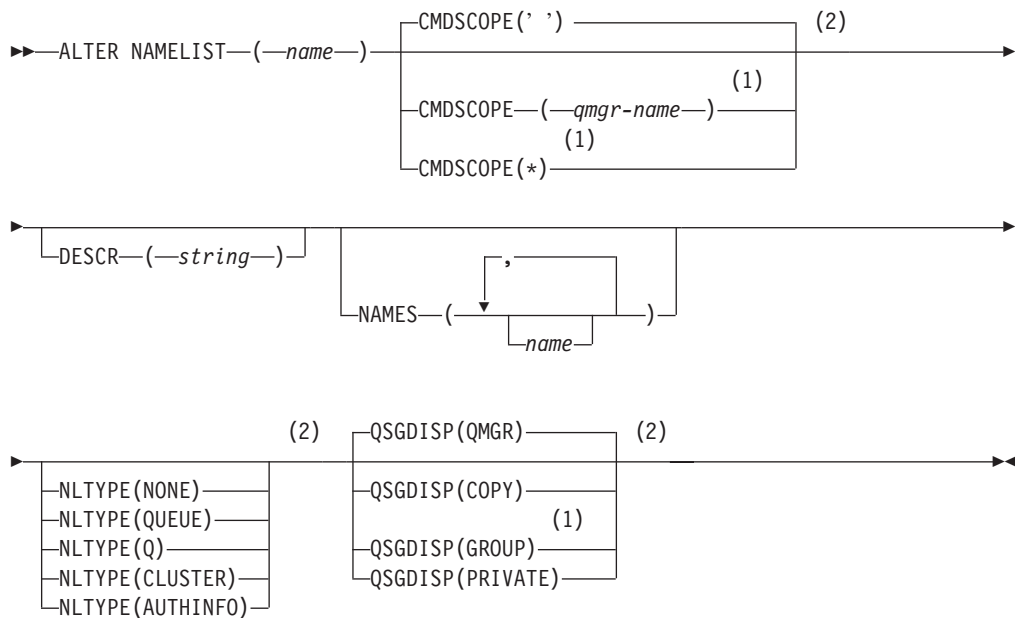 CMDSCOPE(’ ’) (2)
ALTER NAMELIST ( name )
(1)
CMDSCOPE ( qmgr-name )
(1)
CMDSCOPE(*)
DESCR ( string )
,
NAMES ( )
name
(2) QSGDISP(QMGR) (2)
NLTYPE(NONE) QSGDISP(COPY)
NLTYPE(QUEUE) (1)
NLTYPE(Q) QSGDISP(GROUP)
NLTYPE(CLUSTER) QSGDISP(PRIVATE)
NLTYPE(AUTHINFO)